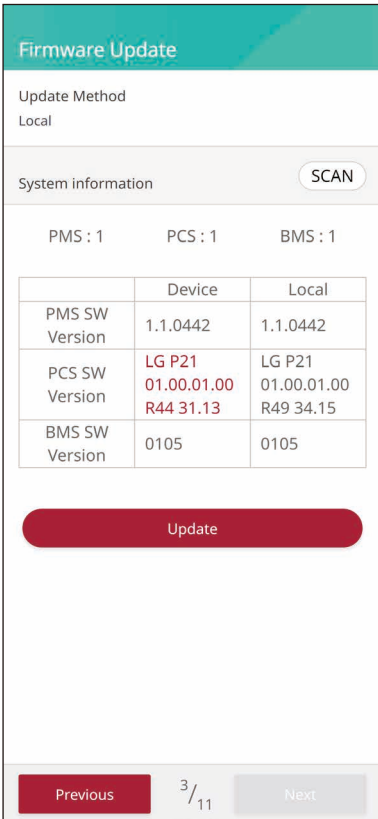 Firmware Update
Update Method
Local
System information
SCAN
PMS : 1 PCS : 1 BMS : 1
Device Local
PMS SW
Version
1.1.0442 1.1.0442
PCS SW
Version
LG P21
01.00.01.00
R44 31.13
LG P21
01.00.01.00
R49 34.15
BMS SW
Version
0105 0105
Update
Previous 3/11 Next